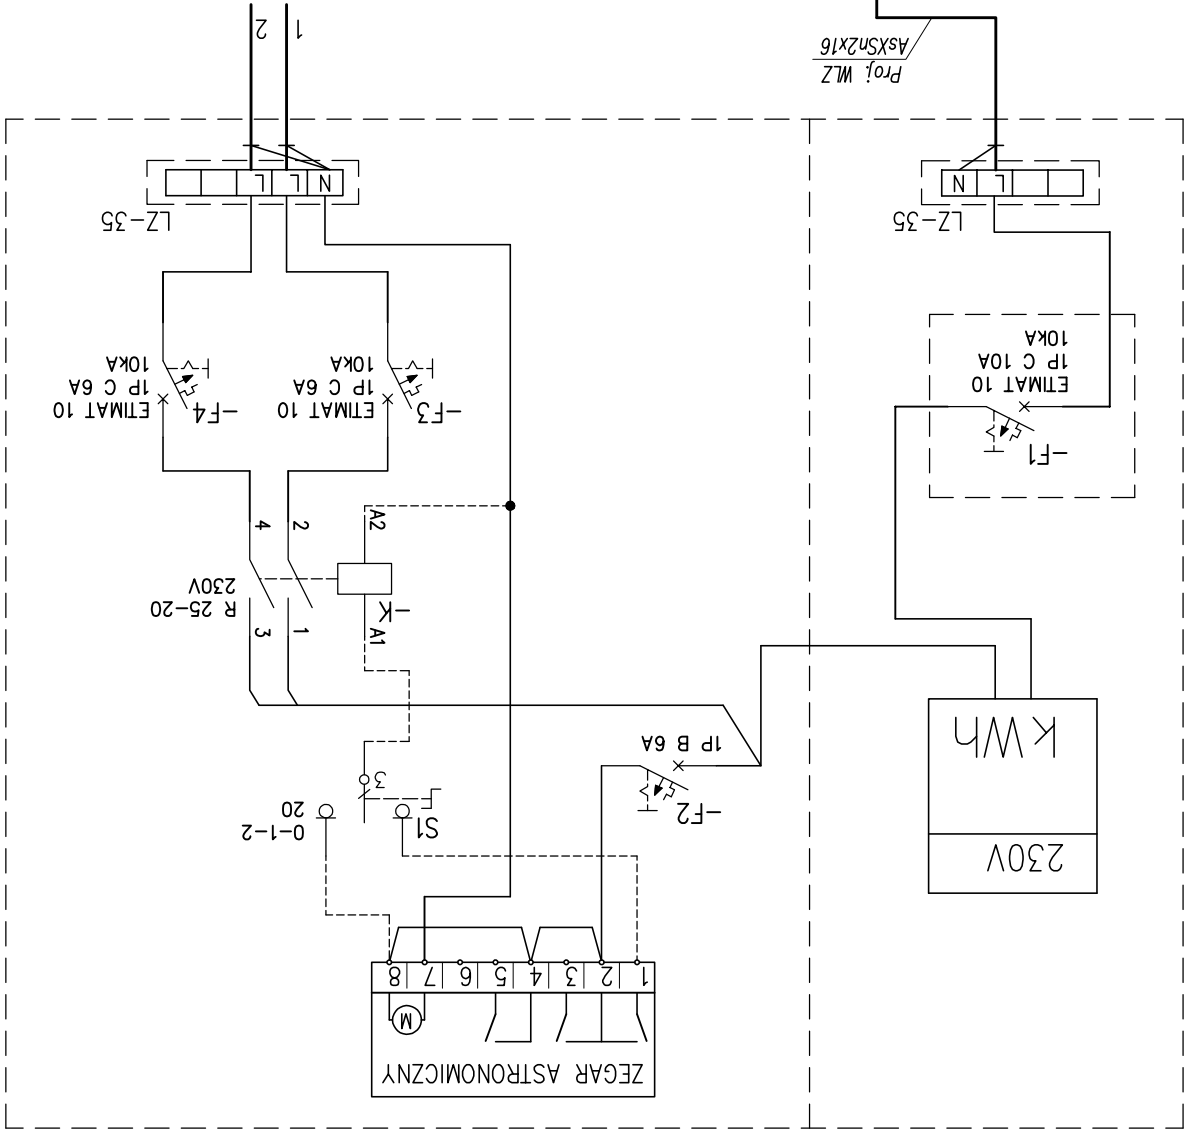 ZEGAR ASTRONOMICZNY
M
1 2 3 4 5 6 7 8
230V
kWh
S1
0-1-2
20
3
-F2
1P B 6A
A1
-K
A2
1
3
R 25-20
230V
2
4
-F1
ETIMAT 10
1P C 10A
10kA
-F3
ETIMAT 10
1P C 6A
10kA
-F4
ETIMAT 10
1P C 6A
10kA
LZ-35
L N
LZ-35
N L L
Proj. WLZ
AsXSn2x16
1
2